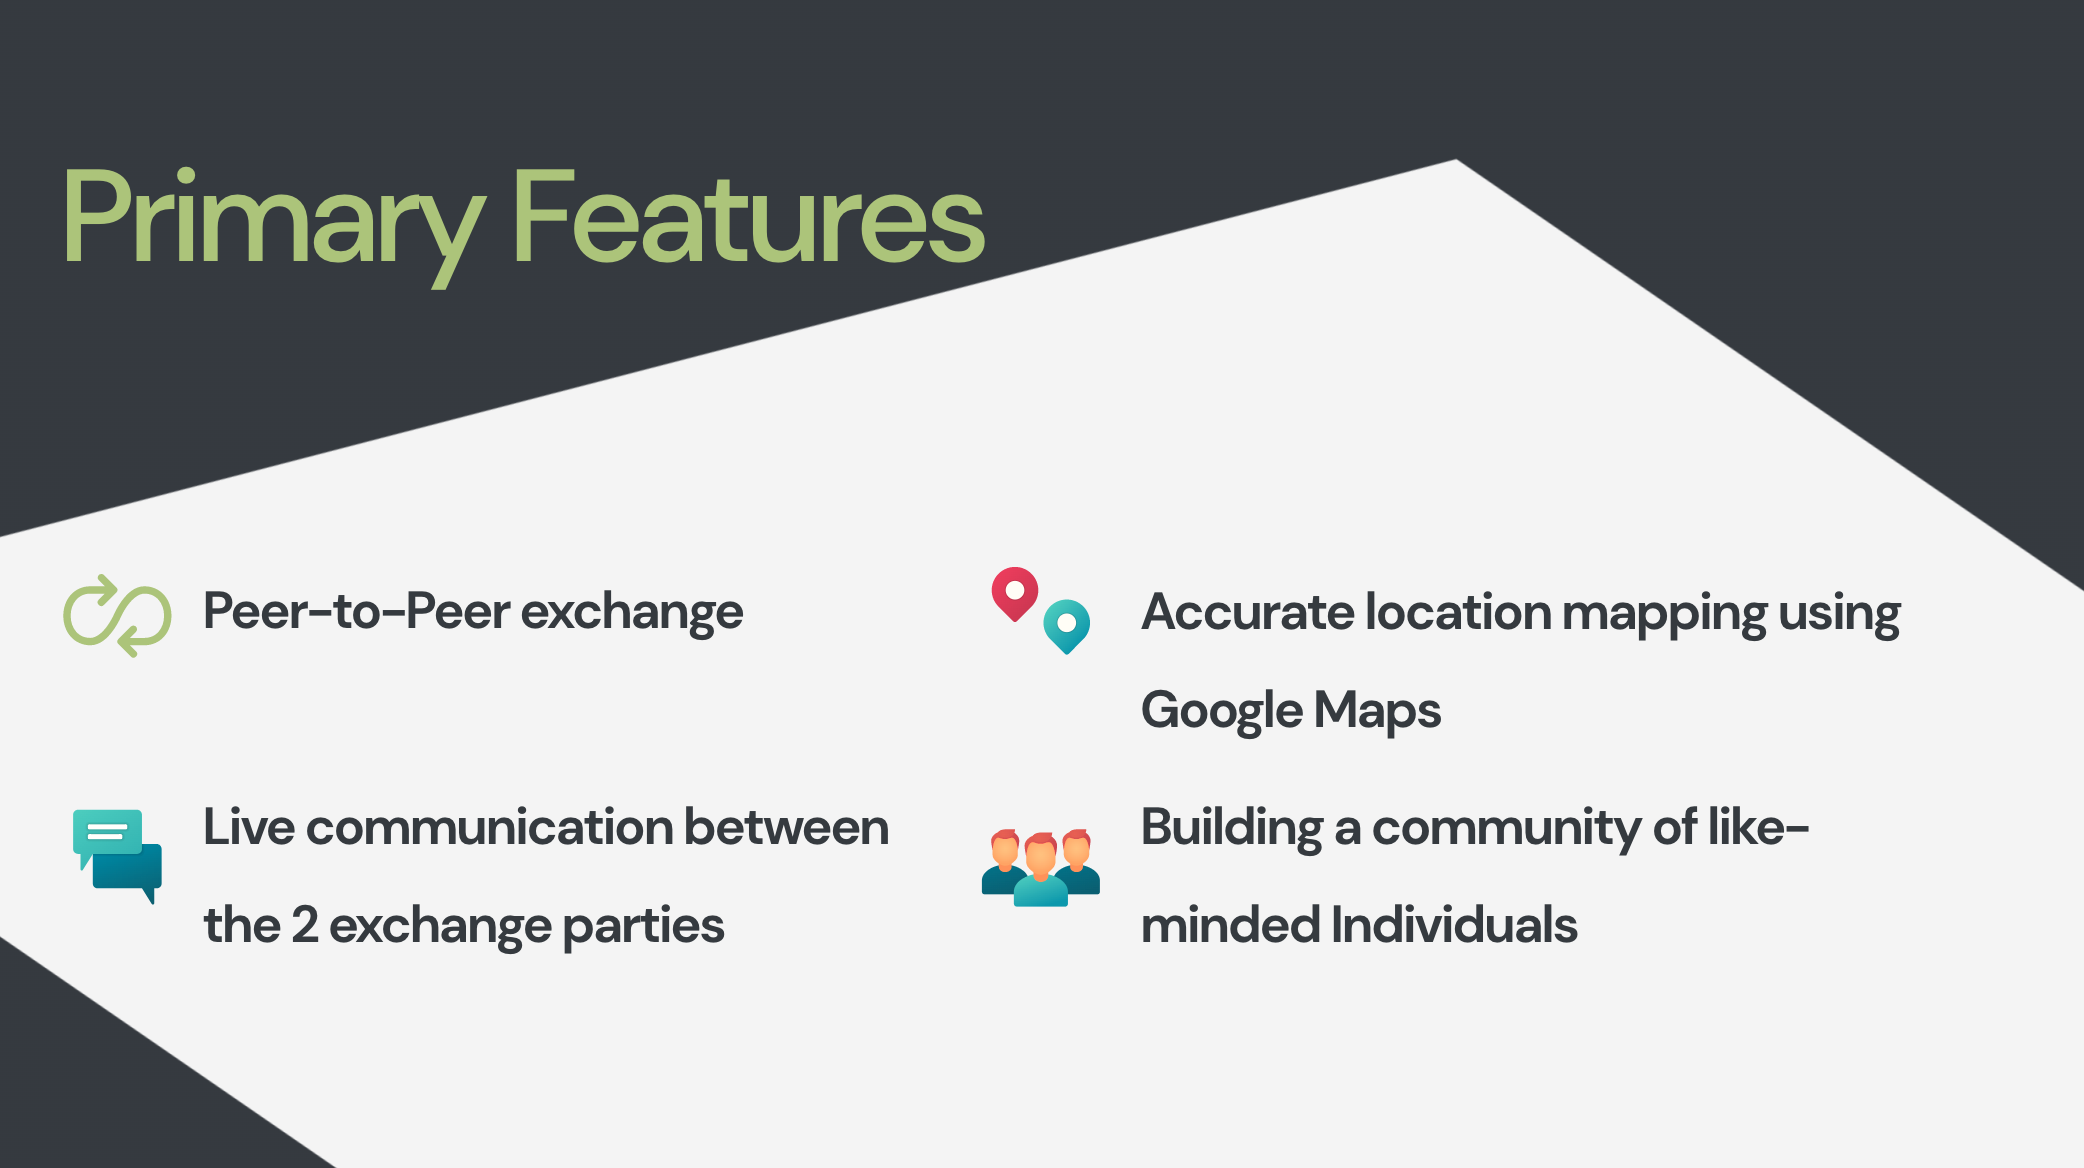 Primary Features
Peer-to-Peer exchange
Accurate location mapping using
Google Maps
Live communication between
the 2 exchange parties
Building a community of like-
minded Individuals